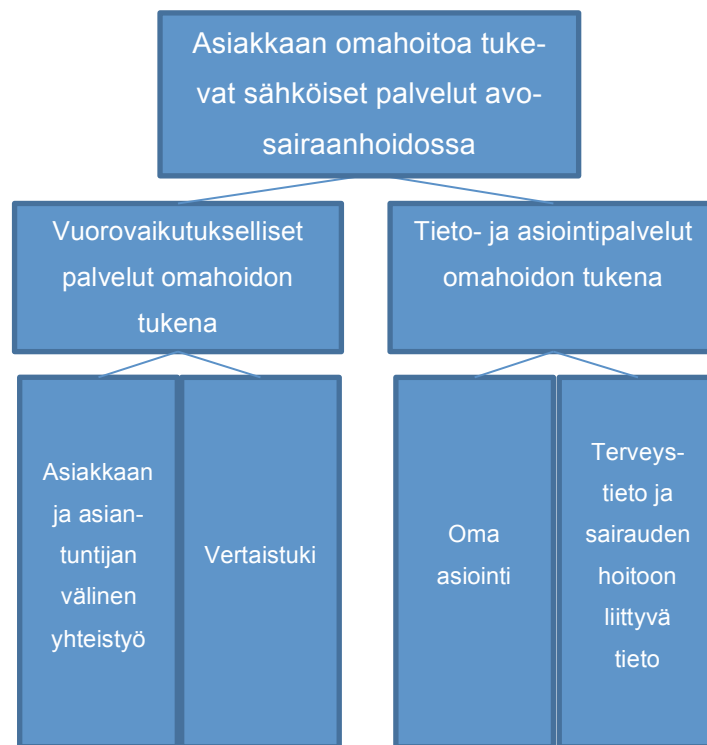 Asiakkaan omahoitoa tuke-
vat sähköiset palvelut avo-
sairaanhoidossa
Vuorovaikutukselliset
palvelut omahoidon
tukena
Tieto- ja asiointipalvelut
omahoidon tukena
Asiakkaan
ja asian-
tuntijan
välinen
yhteistyö
Vertaistuki
Oma
asiointi
Terveys-
tieto ja
sairauden
hoitoon
liittyvä
tieto